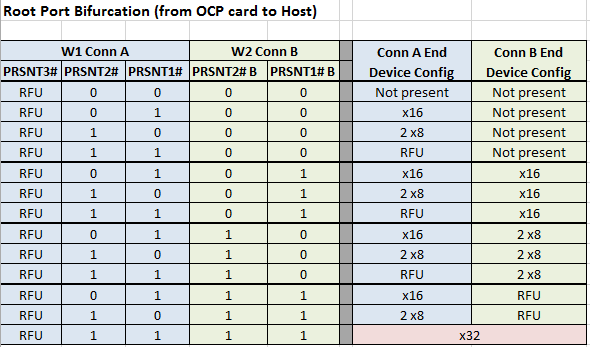 Root Port Bifurcation (from OCP card to Host)
W1 Conn A W2 Conn B Conn A End Device Config Conn B End Device Config
PRSNT3# PRSNT2# PRSNT1# PRSNT2# B PRSNT1# B
RFU 0 0 0 0 Not present Not present
RFU 0 1 0 0 x16 Not present
RFU 1 0 0 0 2 x8 Not present
RFU 1 1 0 0 RFU Not present
RFU 0 1 0 1 x16 x16
RFU 1 0 0 1 2 x8 x16
RFU 1 1 0 1 RFU x16
RFU 0 1 1 0 x16 2 x8
RFU 1 0 1 0 2 x8 2 x8
RFU 1 1 1 0 RFU 2 x8
RFU 0 1 1 1 x16 RFU
RFU 1 0 1 1 2 x8 RFU
RFU 1 1 1 1 x32